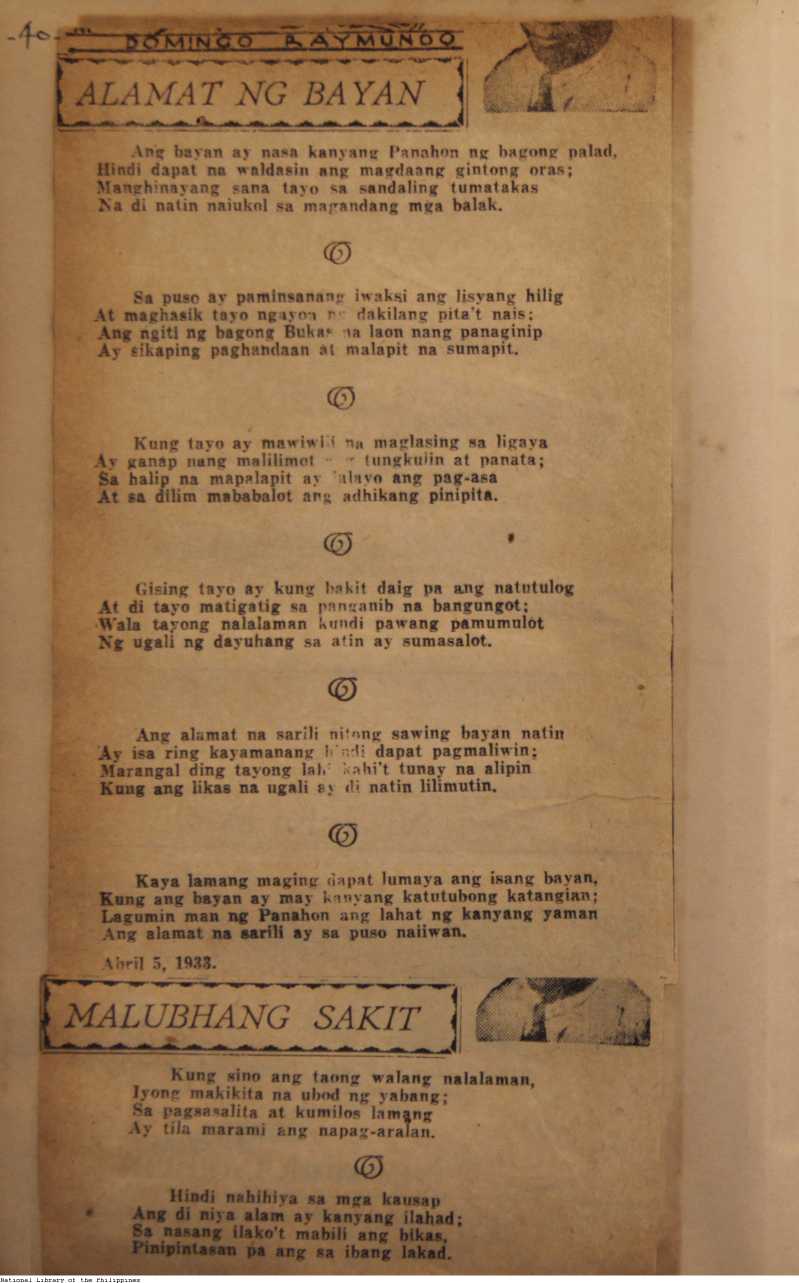 -40-
DOMINGO RAYMUNDO
ALAMAT NG BAYAN
Ang bayan ay nasa kanyang Panahon ng bagong palad,
Hindi dapat na waldasin ang magdaang gintong oras;
Manghinayang sana tayo sa sandaling tumatakas
Na di natin naiukol sa magandang mga balak.
Sa puso ay paminsanang iwaksi ang lisyang hilig
At maghasik tayo ngayon ng dakilang pita't nais;
Ang ngiti ng bagong Bukas na laon nang panaginip
Ay sikaping paghandaan at malapit na sumapit.
Kung tayo ay mawiwili na maglasing sa ligaya
Ay ganap nang malilimot tungkulin at panata;
Sa halip na mapalapit ay lalayo ang pag-asa
At sa dilim mababalot ang adhikang pinipita.
Gising tayo ay kung bakit daig pa ang natutulog
At di tayo matigatig sa panganib na bangungot;
Wala tayong nalalaman kundi pawang pamumulot
Ng ugali ng dayuhang sa atin ay sumasalot.
Ang alamat na sarili nitong sawing bayan natin
Ay isa ring kayamanang hindi dapat pagmaliwin;
Marangal ding tayong lahi kahi't tunay na alipin
Kung ang likas na ugali ay di natin lilimutin.
Kaya lamang maging dapat lumaya ang isang bayan,
Kung ang bayan ay may kanyang katutubong katangian;
Lagumin man ng Panahon ang lahat ng kanyang yaman
Ang alamat na sarili ay sa puso naiiwan.
Abril 5, 1933.
MALUBHANG SAKIT
Kung sino ang taong walang nalalaman,
Iyong makikita na ubod ng yabang;
Sa pagsasalita at kumilos lamang
Ay tila marami ang napag-aralan.
Hindi nahihiya sa mga kausap
Ang di niya alam ay kanyang ilahad;
Sa nasang ilako't mabili ang bikas,
Pinipintasan pa ang sa ibang lakad.
National Library of the Philippines